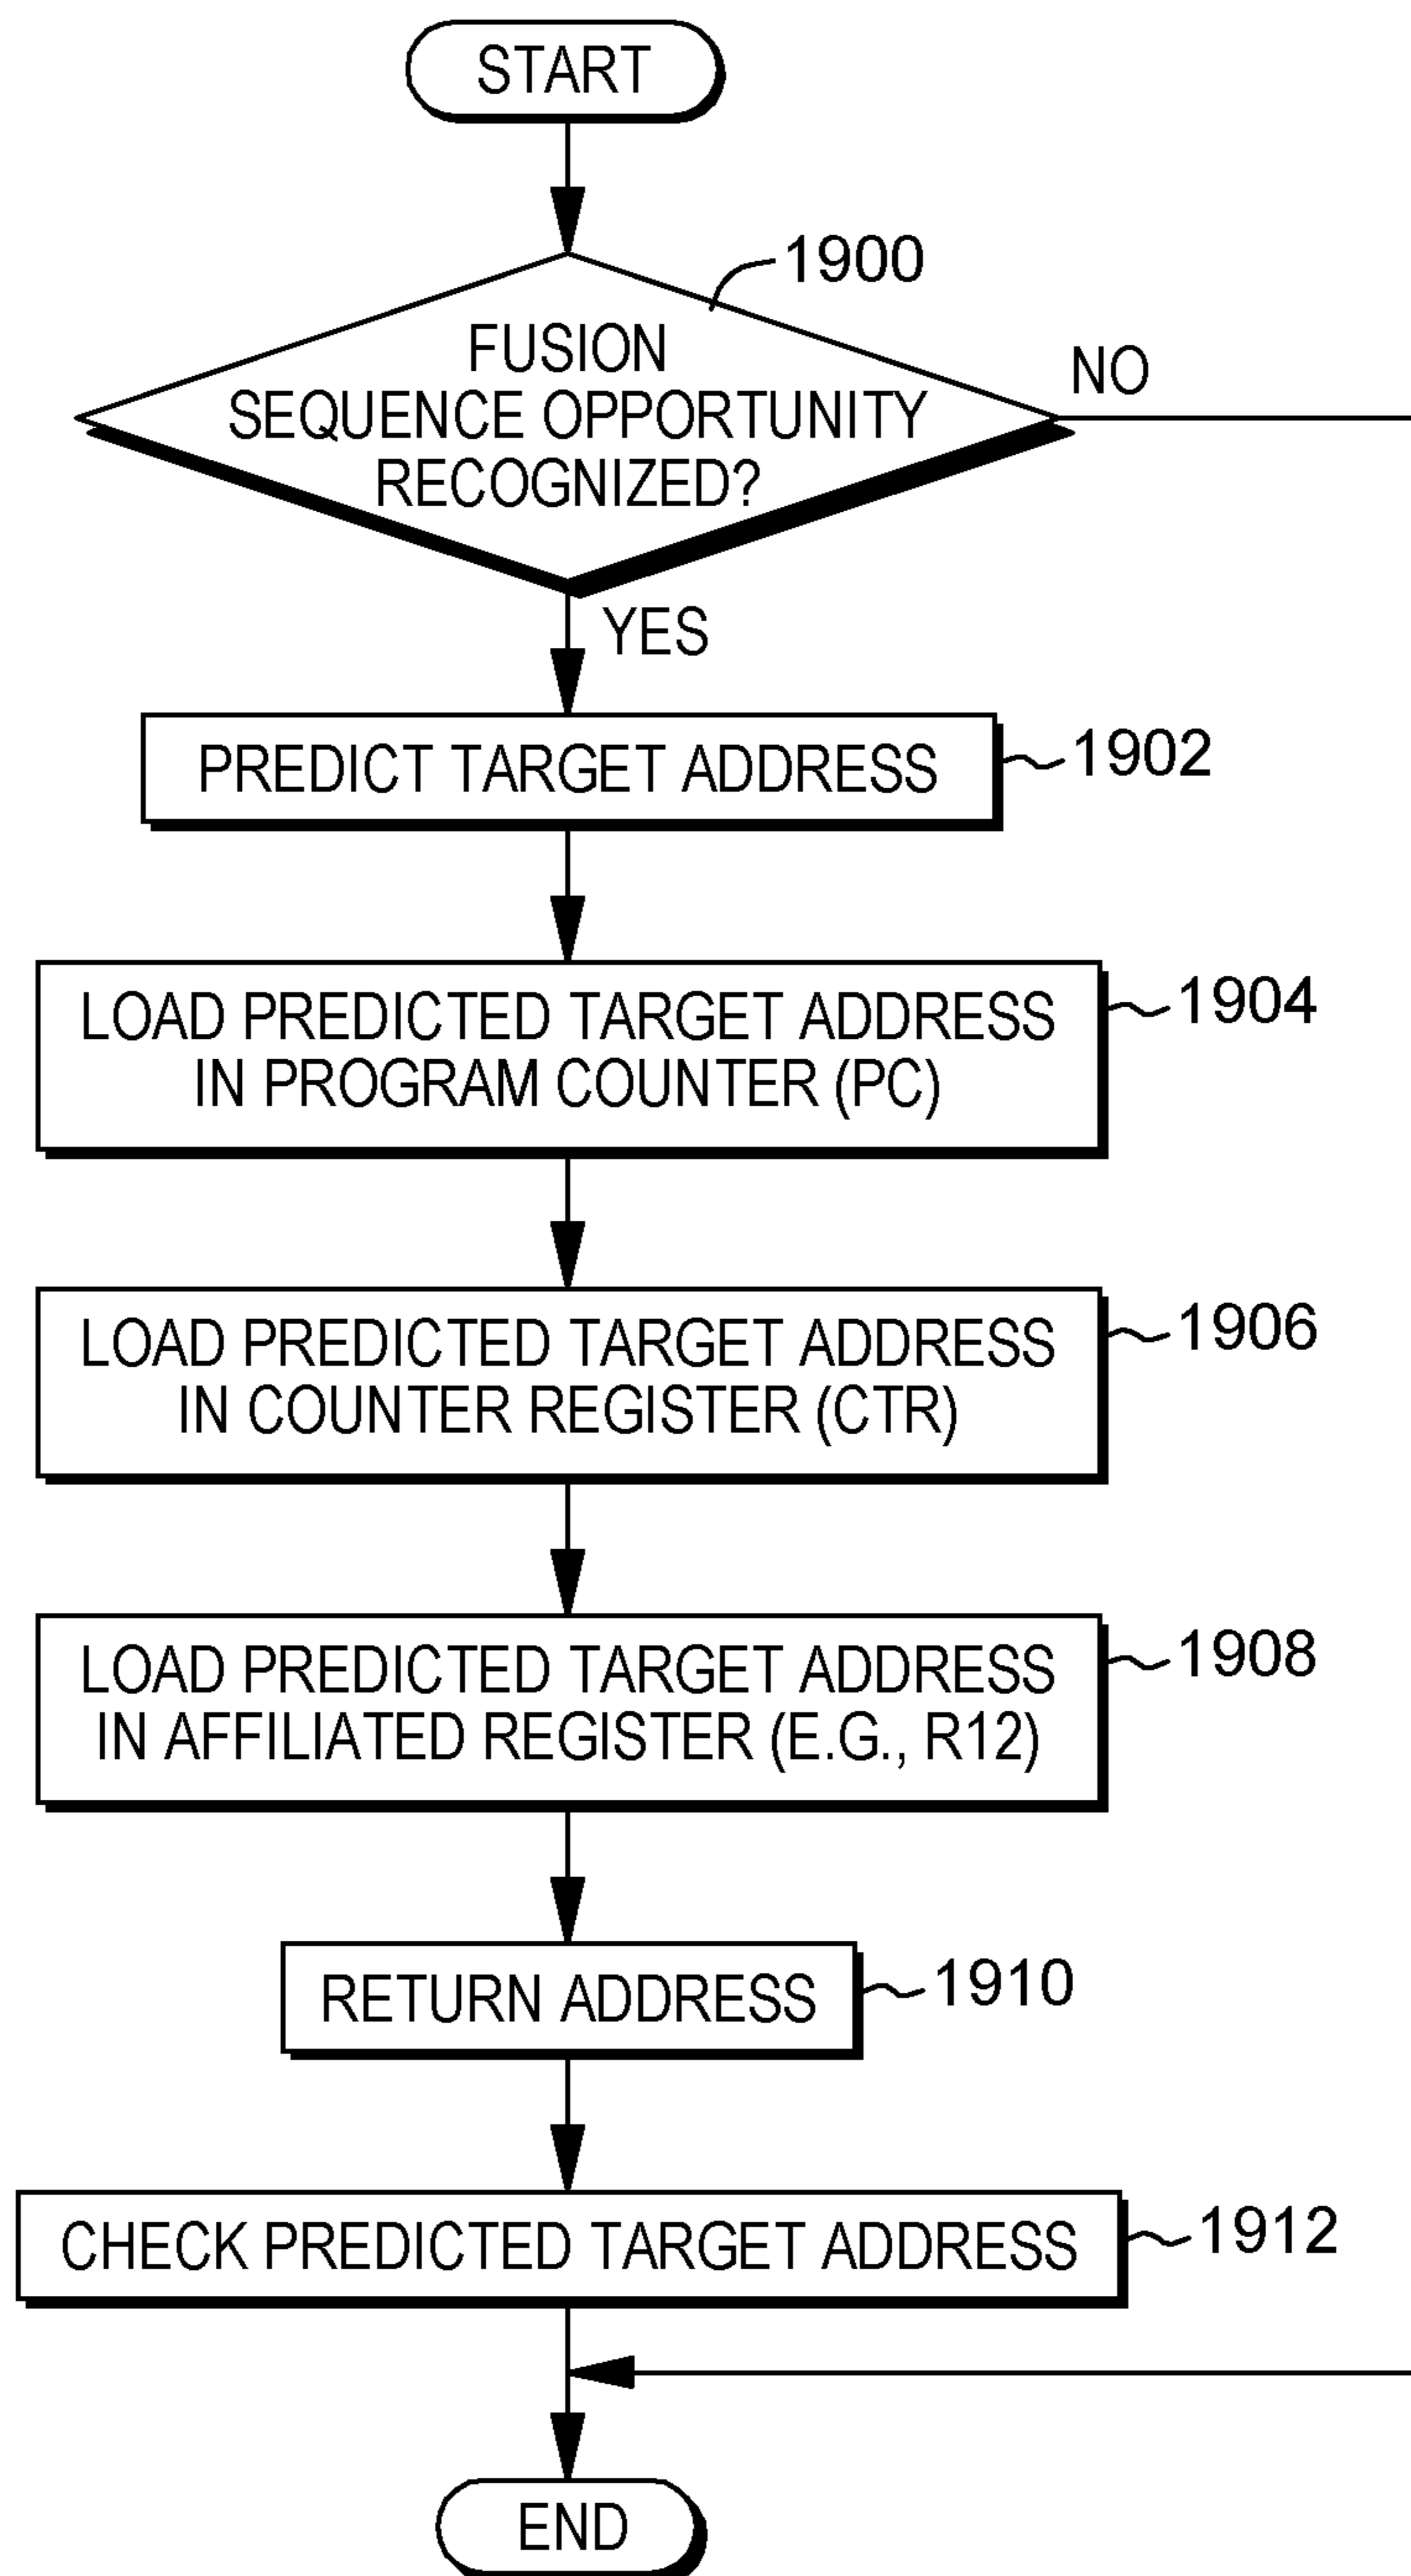 START
1900
FUSION
SEQUENCE OPPORTUNITY
RECOGNIZED?
NO
YES
PREDICT TARGET ADDRESS
1902
LOAD PREDICTED TARGET ADDRESS
IN PROGRAM COUNTER (PC)
1904
LOAD PREDICTED TARGET ADDRESS
IN COUNTER REGISTER (CTR)
1906
LOAD PREDICTED TARGET ADDRESS
IN AFFILIATED REGISTER (E.G., R12)
1908
RETURN ADDRESS
1910
CHECK PREDICTED TARGET ADDRESS
1912
END